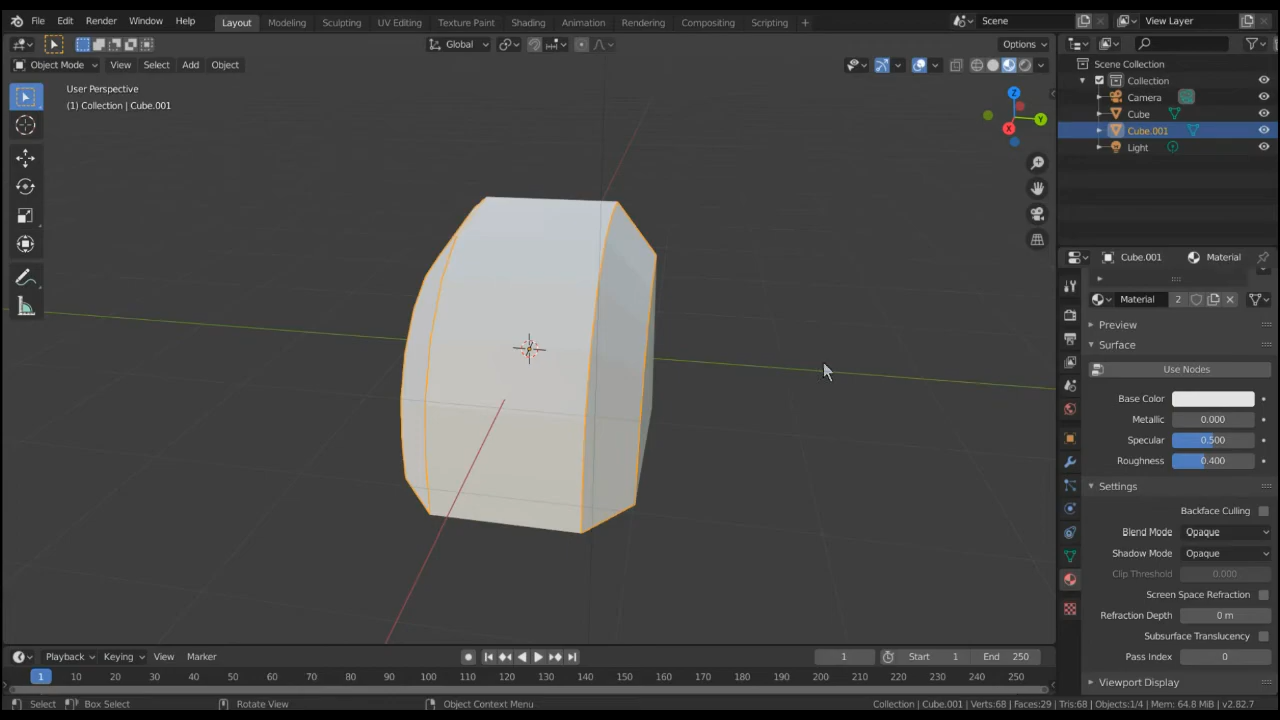 File Edit Render Window Help Layout Modeling Sculpting UV Editing Texture Paint Shading Animation Rendering Compositing Scripting + Scene View Layer
Global Options
Object Mode View Select Add Object
User Perspective
(1) Collection | Cube.001
Z
Y
X
Scene Collection
Collection
Camera
Cube
Cube.001
Light
Cube.001 Material
Material 2
Preview
Surface
Use Nodes
Base Color
Metallic 0.000
Specular 0.500
Roughness 0.400
Settings
Backface Culling
Blend Mode Opaque
Shadow Mode Opaque
Clip Threshold 0.000
Screen Space Refraction
Refraction Depth 0 m
Subsurface Translucency
Pass Index 0
Viewport Display
Playback Keying View Marker 1 Start 1 End 250
1 10 20 30 40 50 60 70 80 90 100 110 120 130 140 150 160 170 180 190 200 210 220 230 240 250
Select Box Select Rotate View Object Context Menu Collection | Cube.001 | Verts:68 | Faces:29 | Tris:68 | Objects:1/4 | Mem: 64.8 MiB | v2.82.7